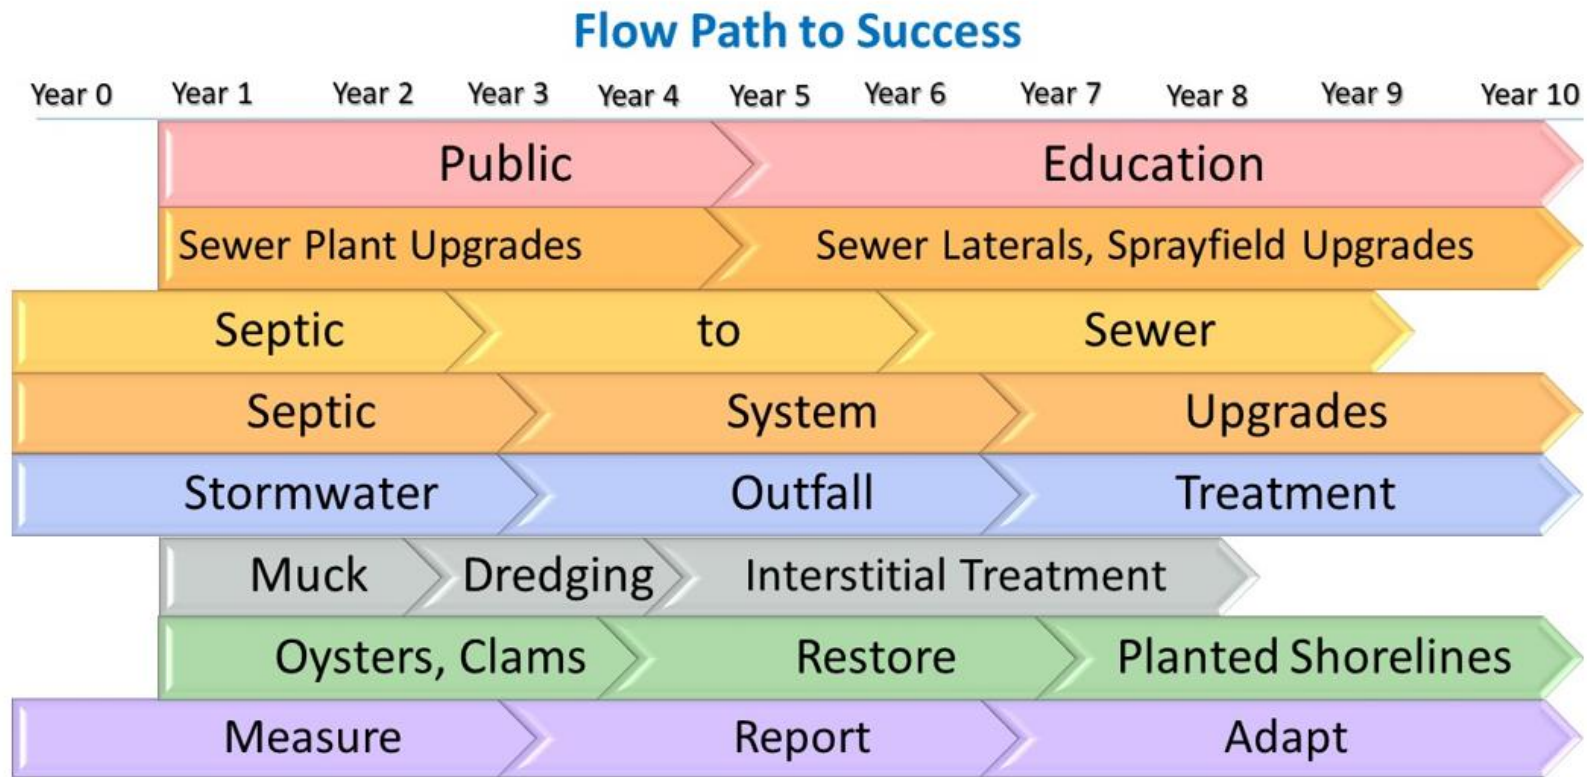 Flow Path to Success
Year 0 Year 1 Year 2 Year 3 Year 4 Year 5 Year 6 Year 7 Year 8 Year 9 Year 10
Public Education
Sewer Plant Upgrades Sewer Laterals, Sprayfield Upgrades
Septic to Sewer
Septic System Upgrades
Stormwater Outfall Treatment
Muck Dredging Interstitial Treatment
Oysters, Clams Restore Planted Shorelines
Measure Report Adapt